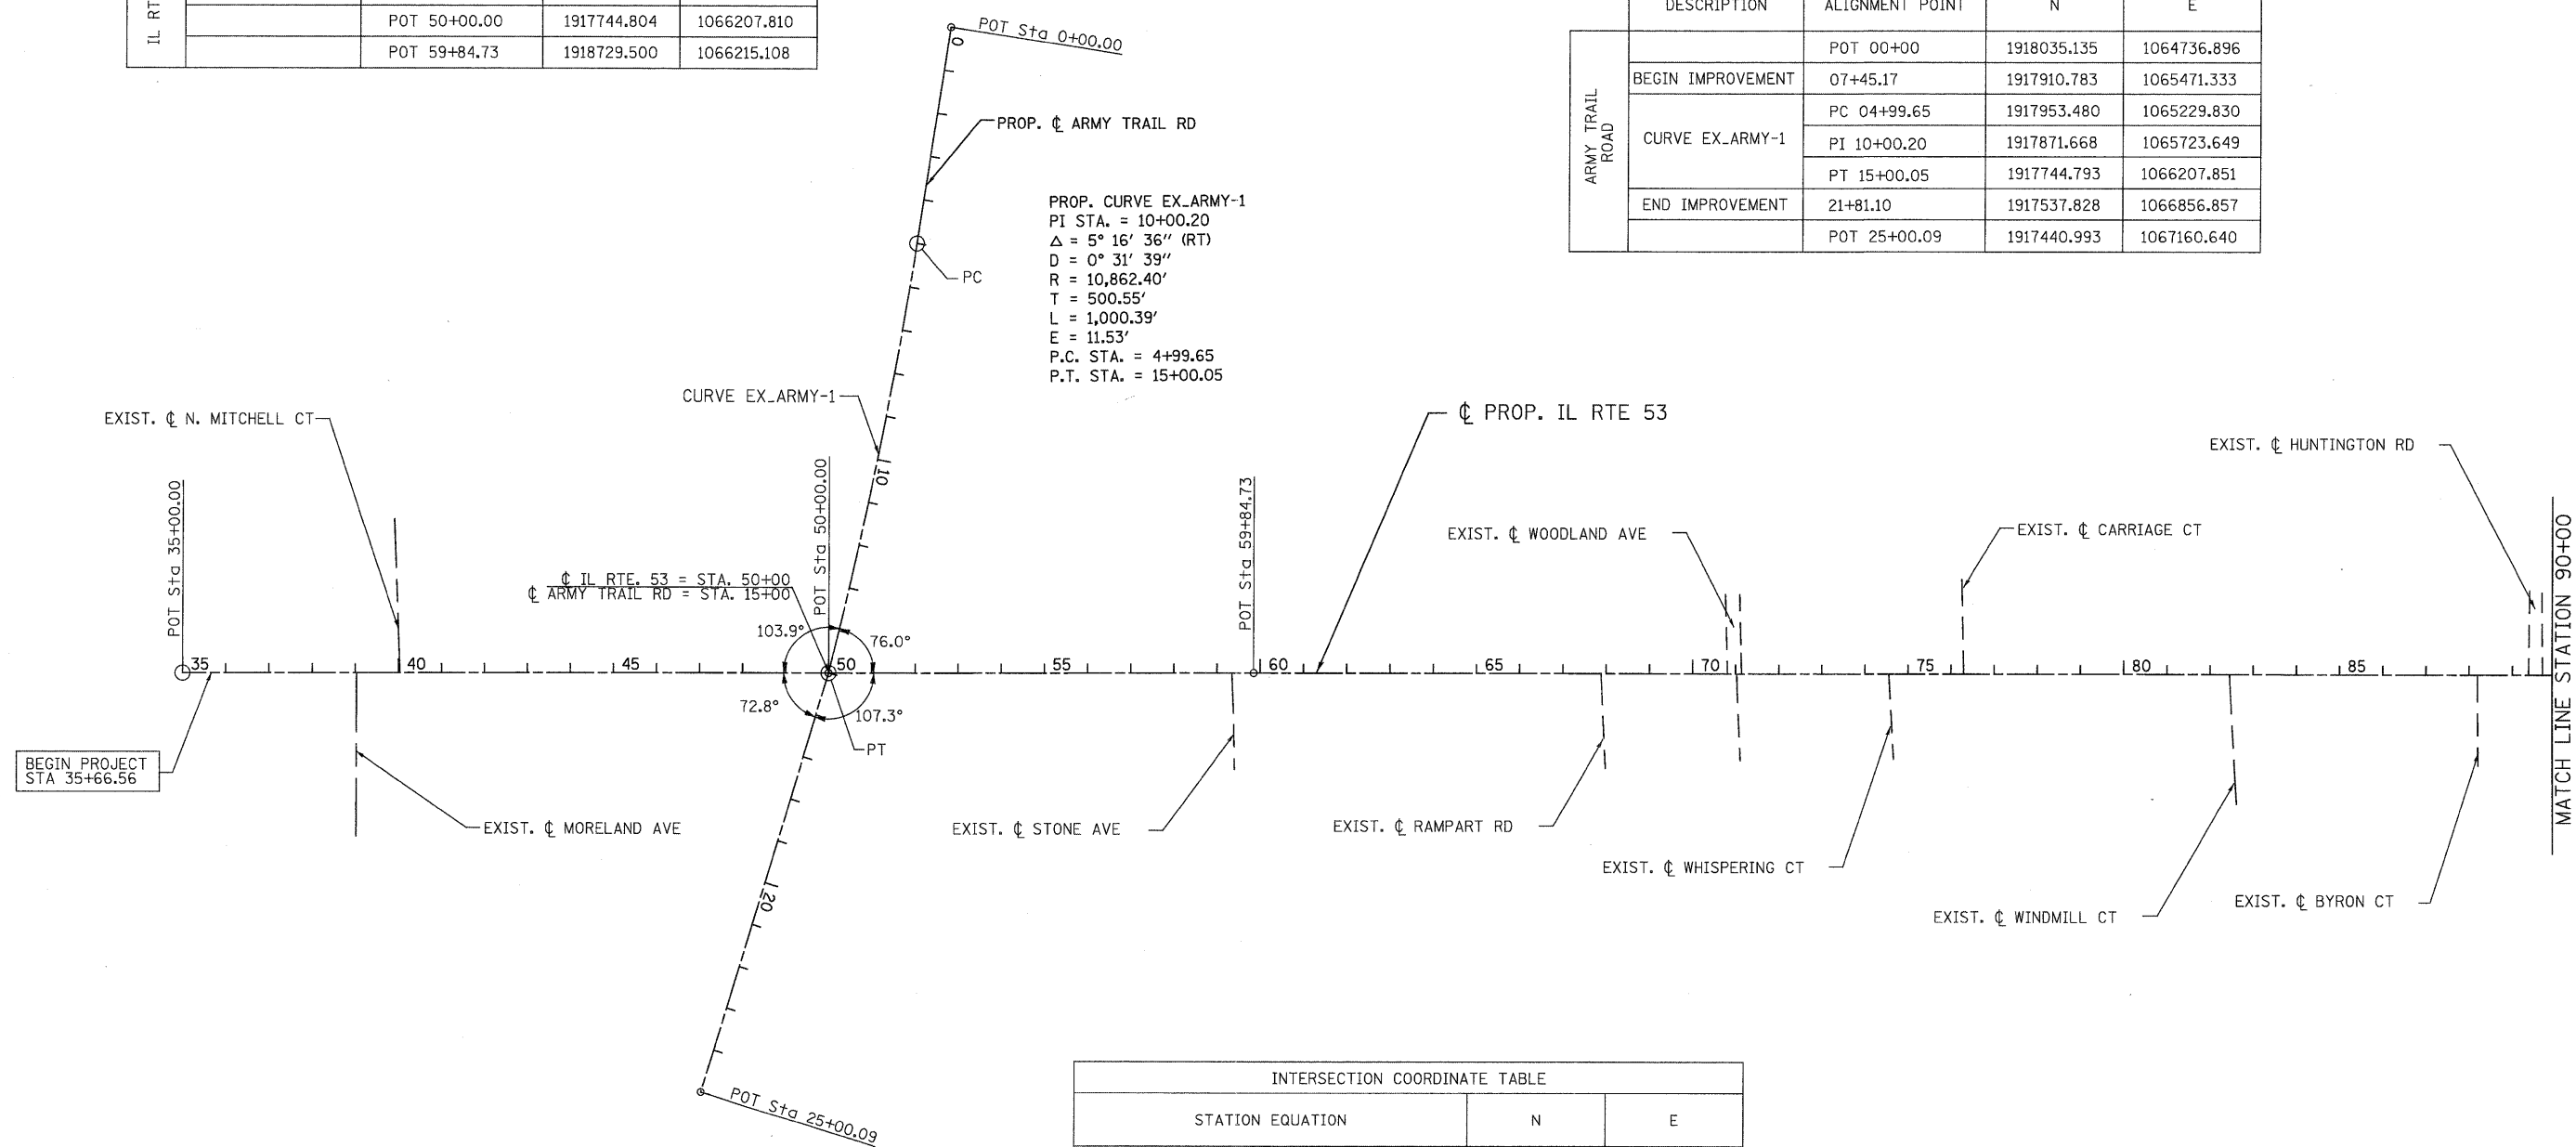 IL RT
POT 50+00.00 1917744.804 1066207.810
POT 59+84.73 1918729.500 1066215.108
DESCRIPTION ALIGNMENT POINT N E
ARMY TRAIL
ROAD
POT 00+00 1918035.135 1064736.896
BEGIN IMPROVEMENT 07+45.17 1917910.783 1065471.333
CURVE EX_ARMY-1
PC 04+99.65 1917953.480 1065229.830
PI 10+00.20 1917871.668 1065723.649
PT 15+00.05 1917744.793 1066207.851
END IMPROVEMENT 21+81.10 1917537.828 1066856.857
POT 25+00.09 1917440.993 1067160.640
POT Sta 0+00.00
0
PROP. ℄ ARMY TRAIL RD
PROP. CURVE EX_ARMY-1
PI STA. = 10+00.20
Δ = 5° 16' 36" (RT)
D = 0° 31' 39"
R = 10,862.40'
T = 500.55'
L = 1,000.39'
E = 11.53'
P.C. STA. = 4+99.65
P.T. STA. = 15+00.05
PC
CURVE EX_ARMY-1
EXIST. ℄ N. MITCHELL CT
℄ PROP. IL RTE 53
EXIST. ℄ HUNTINGTON RD
10
POT Sta 35+00.00
POT Sta 50+00.00
POT Sta 59+84.73
EXIST. ℄ WOODLAND AVE
EXIST. ℄ CARRIAGE CT
℄ IL RTE. 53 = STA. 50+00
℄ ARMY TRAIL RD = STA. 15+00
103.9°
76.0°
35 40 45 50 55 60 65 70 75 80 85
72.8°
107.3°
PT
MATCH LINE STATION 90+00
BEGIN PROJECT
STA 35+66.56
EXIST. ℄ MORELAND AVE
EXIST. ℄ STONE AVE
EXIST. ℄ RAMPART RD
EXIST. ℄ WHISPERING CT
EXIST. ℄ WINDMILL CT
EXIST. ℄ BYRON CT
20
POT Sta 25+00.09
INTERSECTION COORDINATE TABLE
STATION EQUATION N E